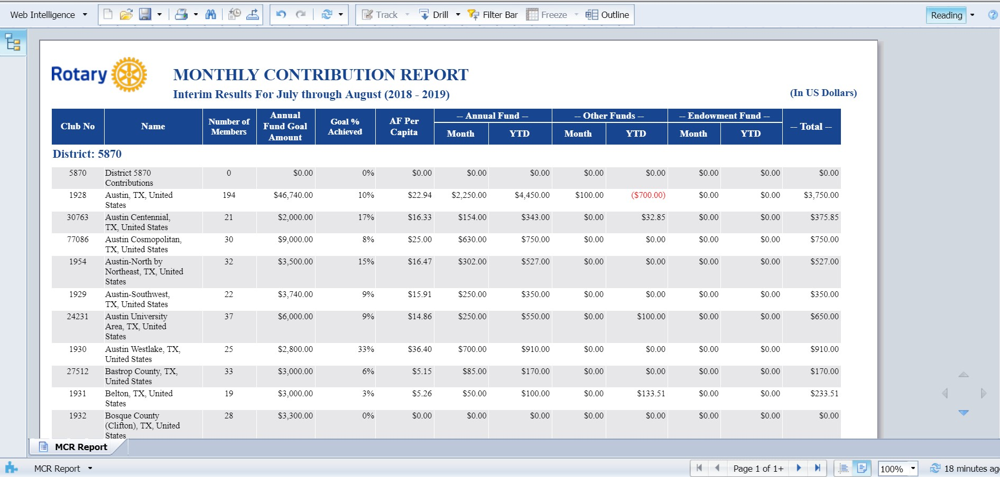 Web Intelligence Track Drill Filter Bar Freeze Outline Reading
Rotary
MONTHLY CONTRIBUTION REPORT
Interim Results For July through August (2018 - 2019)
(In US Dollars)
Club No Name Number of Members Annual Fund Goal Amount Goal % Achieved AF Per Capita -- Annual Fund -- -- Other Funds -- -- Endowment Fund -- -- Total --
Month YTD Month YTD Month YTD
District: 5870
5870 District 5870 0 $0.00 0% $0.00 $0.00 $0.00 $0.00 $0.00 $0.00 $0.00 $0.00
Contributions
1928 Austin, TX, United 194 $46,740.00 10% $22.94 $2,250.00 $4,450.00 $100.00 ($700.00) $0.00 $0.00 $3,750.00
States
30763 Austin Centennial, 21 $2,000.00 17% $16.33 $154.00 $343.00 $0.00 $32.85 $0.00 $0.00 $375.85
TX, United States
77086 Austin Cosmopolitan, 30 $9,000.00 8% $25.00 $630.00 $750.00 $0.00 $0.00 $0.00 $0.00 $750.00
TX, United States
1954 Austin-North by 32 $3,500.00 15% $16.47 $302.00 $527.00 $0.00 $0.00 $0.00 $0.00 $527.00
Northeast, TX, United
States
1929 Austin-Southwest, 22 $3,740.00 9% $15.91 $250.00 $350.00 $0.00 $0.00 $0.00 $0.00 $350.00
TX, United States
24231 Austin University 37 $6,000.00 9% $14.86 $250.00 $550.00 $0.00 $100.00 $0.00 $0.00 $650.00
Area, TX, United
States
1930 Austin Westlake, TX, 25 $2,800.00 33% $36.40 $700.00 $910.00 $0.00 $0.00 $0.00 $0.00 $910.00
United States
27512 Bastrop County, TX, 33 $3,000.00 6% $5.15 $85.00 $170.00 $0.00 $0.00 $0.00 $0.00 $170.00
United States
1931 Belton, TX, United 19 $3,000.00 3% $5.26 $50.00 $100.00 $0.00 $133.51 $0.00 $0.00 $233.51
States
1932 Bosque County 28 $3,300.00 0% $0.00 $0.00 $0.00 $0.00 $0.00 $0.00 $0.00 $0.00
(Clifton), TX, United
States
MCR Report
MCR Report Page 1 of 1+ 100% 18 minutes ag